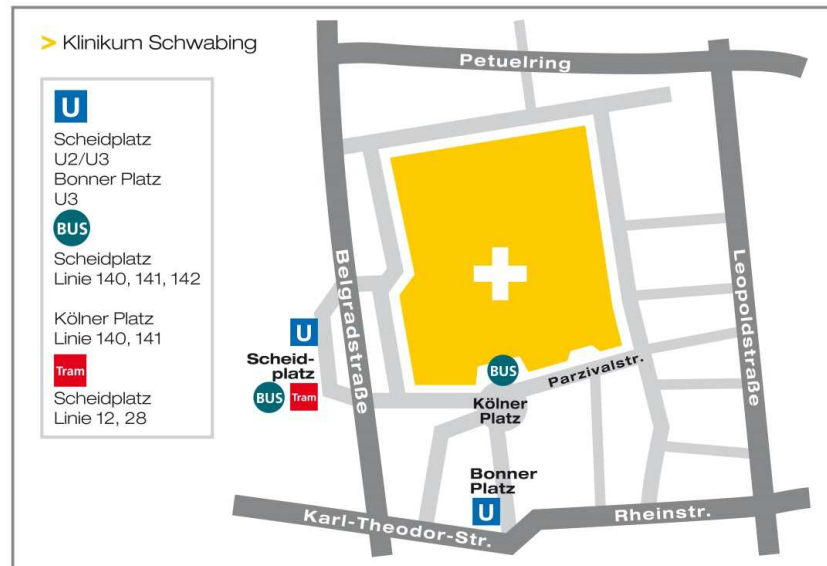 > Klinikum Schwabing
U
Scheidplatz
U2/U3
Bonner Platz
U3
BUS
Scheidplatz
Linie 140, 141, 142
Kölner Platz
Linie 140, 141
Tram
Scheidplatz
Linie 12, 28
Petuelring
Belgradstraße
Leopoldstraße
U
Scheid-
platz
BUS
Tram
BUS
Parzivalstr.
Kölner
Platz
Bonner
Platz
U
Karl-Theodor-Str.
Rheinstr.